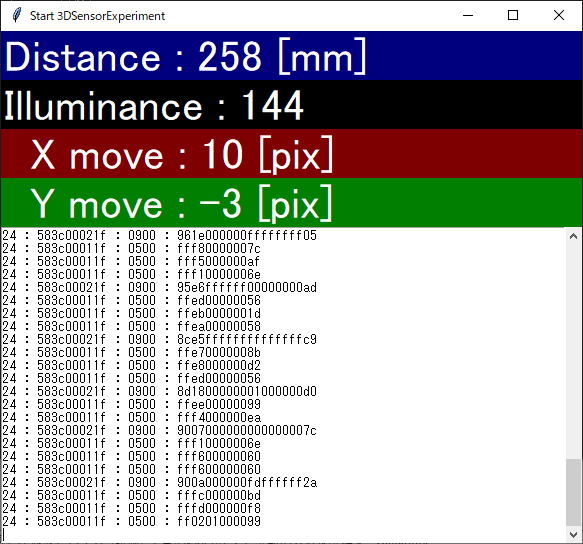 Start 3DSensorExperiment
Distance : 258 [mm]
Illuminance : 144
X move : 10 [pix]
Y move : -3 [pix]
24 : 583c00021f : 0900 : 961e000000ffffffff05
24 : 583c00011f : 0500 : fff80000007c
24 : 583c00011f : 0500 : fff5000000af
24 : 583c00011f : 0500 : fff10000006e
24 : 583c00021f : 0900 : 95e6ffffff00000000ad
24 : 583c00011f : 0500 : ffed00000056
24 : 583c00011f : 0500 : ffeb0000001d
24 : 583c00011f : 0500 : ffea00000058
24 : 583c00021f : 0900 : 8ce5ffffffffffffffc9
24 : 583c00011f : 0500 : ffe70000008b
24 : 583c00011f : 0500 : ffe8000000d2
24 : 583c00011f : 0500 : ffed00000056
24 : 583c00021f : 0900 : 8d180000000001000000d0
24 : 583c00011f : 0500 : ffee00000099
24 : 583c00011f : 0500 : fff4000000ea
24 : 583c00021f : 0900 : 9007000000000000007c
24 : 583c00011f : 0500 : fff10000006e
24 : 583c00011f : 0500 : fff600000060
24 : 583c00011f : 0500 : fff600000060
24 : 583c00021f : 0900 : 900a000000fdffffff2a
24 : 583c00011f : 0500 : fffc000000bd
24 : 583c00011f : 0500 : fffd000000f8
24 : 583c00011f : 0500 : ff0201000099